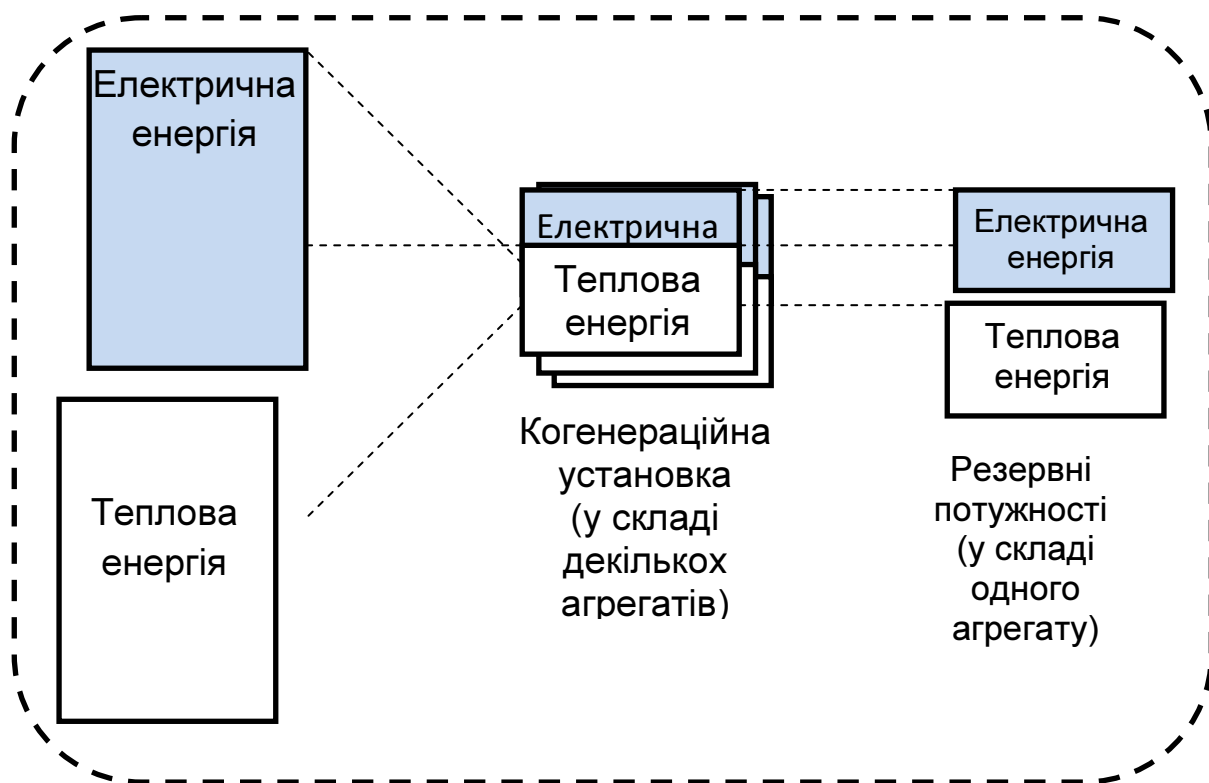 Електрична
енергія
Теплова
енергія
Електрична
Теплова
енергія
Когенераційна
установка
(у складі
декількох
агрегатів)
Електрична
енергія
Теплова
енергія
Резервні
потужності
(у складі
одного
агрегату)